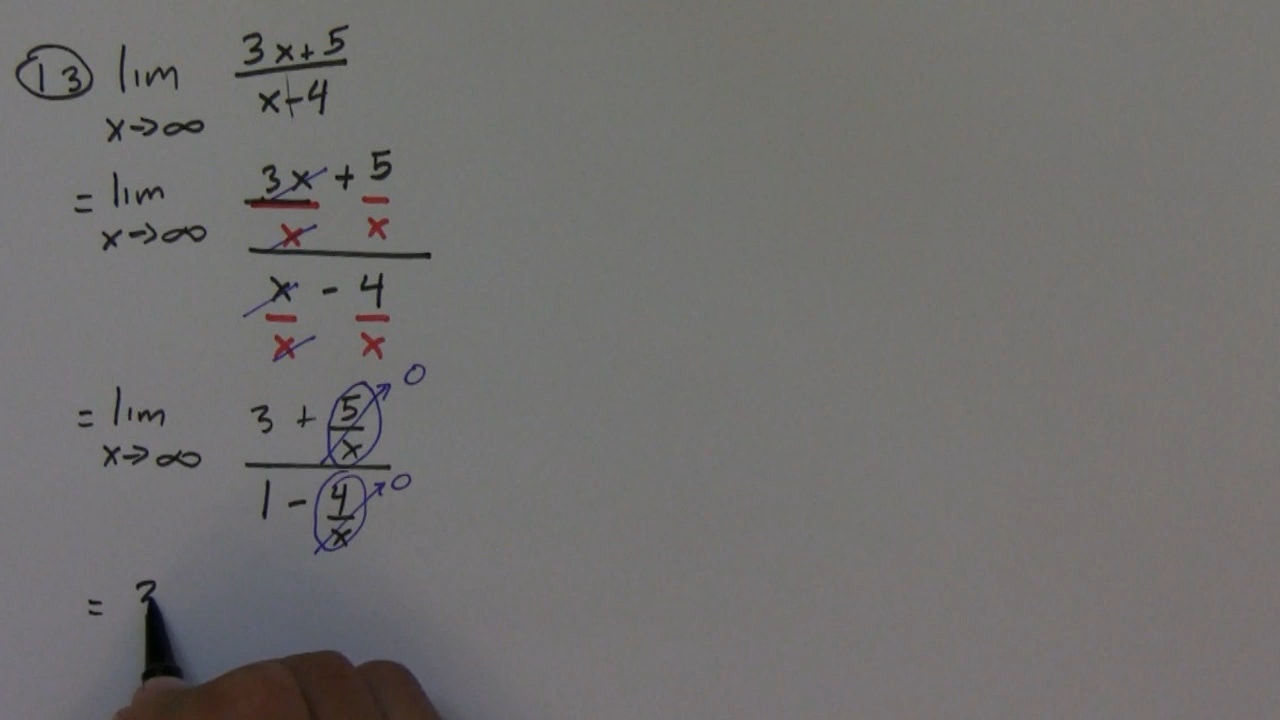 13 lim 3x+5
x→∞ x-4
= lim 3x + 5
x→∞ x x
x - 4
x x
= lim 3 + 5 0
x→∞ x
1 - 4 0
x
= 3